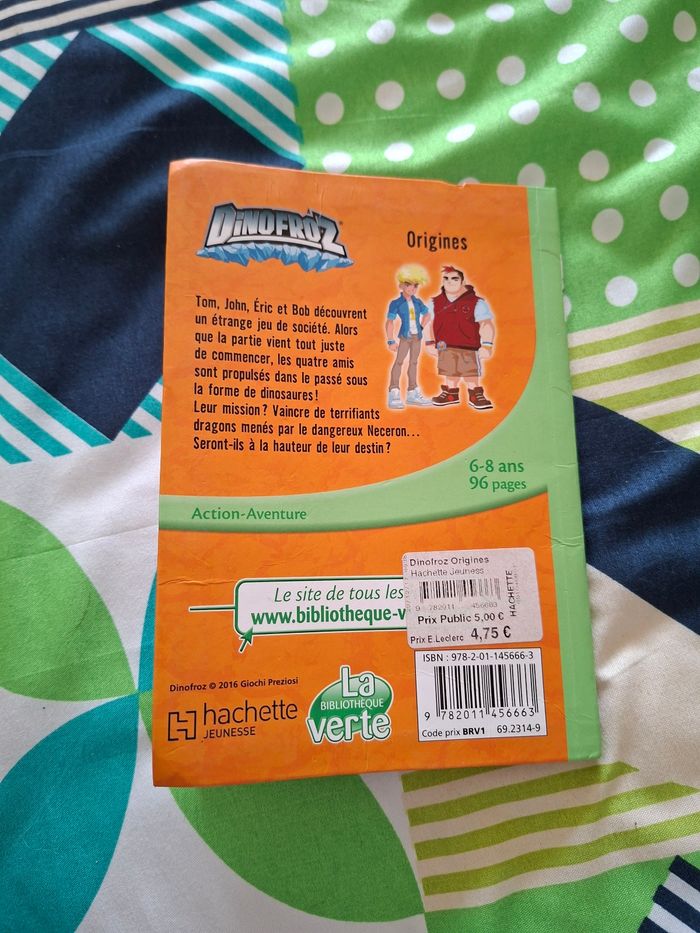 DINOFROZ®
Origines
Tom, John, Éric et Bob découvrent
un étrange jeu de société. Alors
que la partie vient tout juste
de commencer, les quatre amis
sont propulsés dans le passé sous
la forme de dinosaures !
Leur mission ? Vaincre de terrifiants
dragons menés par le dangereux Neceron...
Seront-ils à la hauteur de leur destin ?
6-8 ans
96 pages
Action-Aventure
Le site de tous les
www.bibliotheque-v
Dinofroz Origines
Hachette Jeuness
HACHETTE
9 782011 456663
Prix Public 5,00 €
Prix E.Leclerc 4,75 €
ISBN : 978-2-01-145666-3
9 782011 456663
Code prix BRV1 69.2314-9
Dinofroz © 2016 Giochi Preziosi
hachette
JEUNESSE
La
BIBLIOTHÈQUE
verte